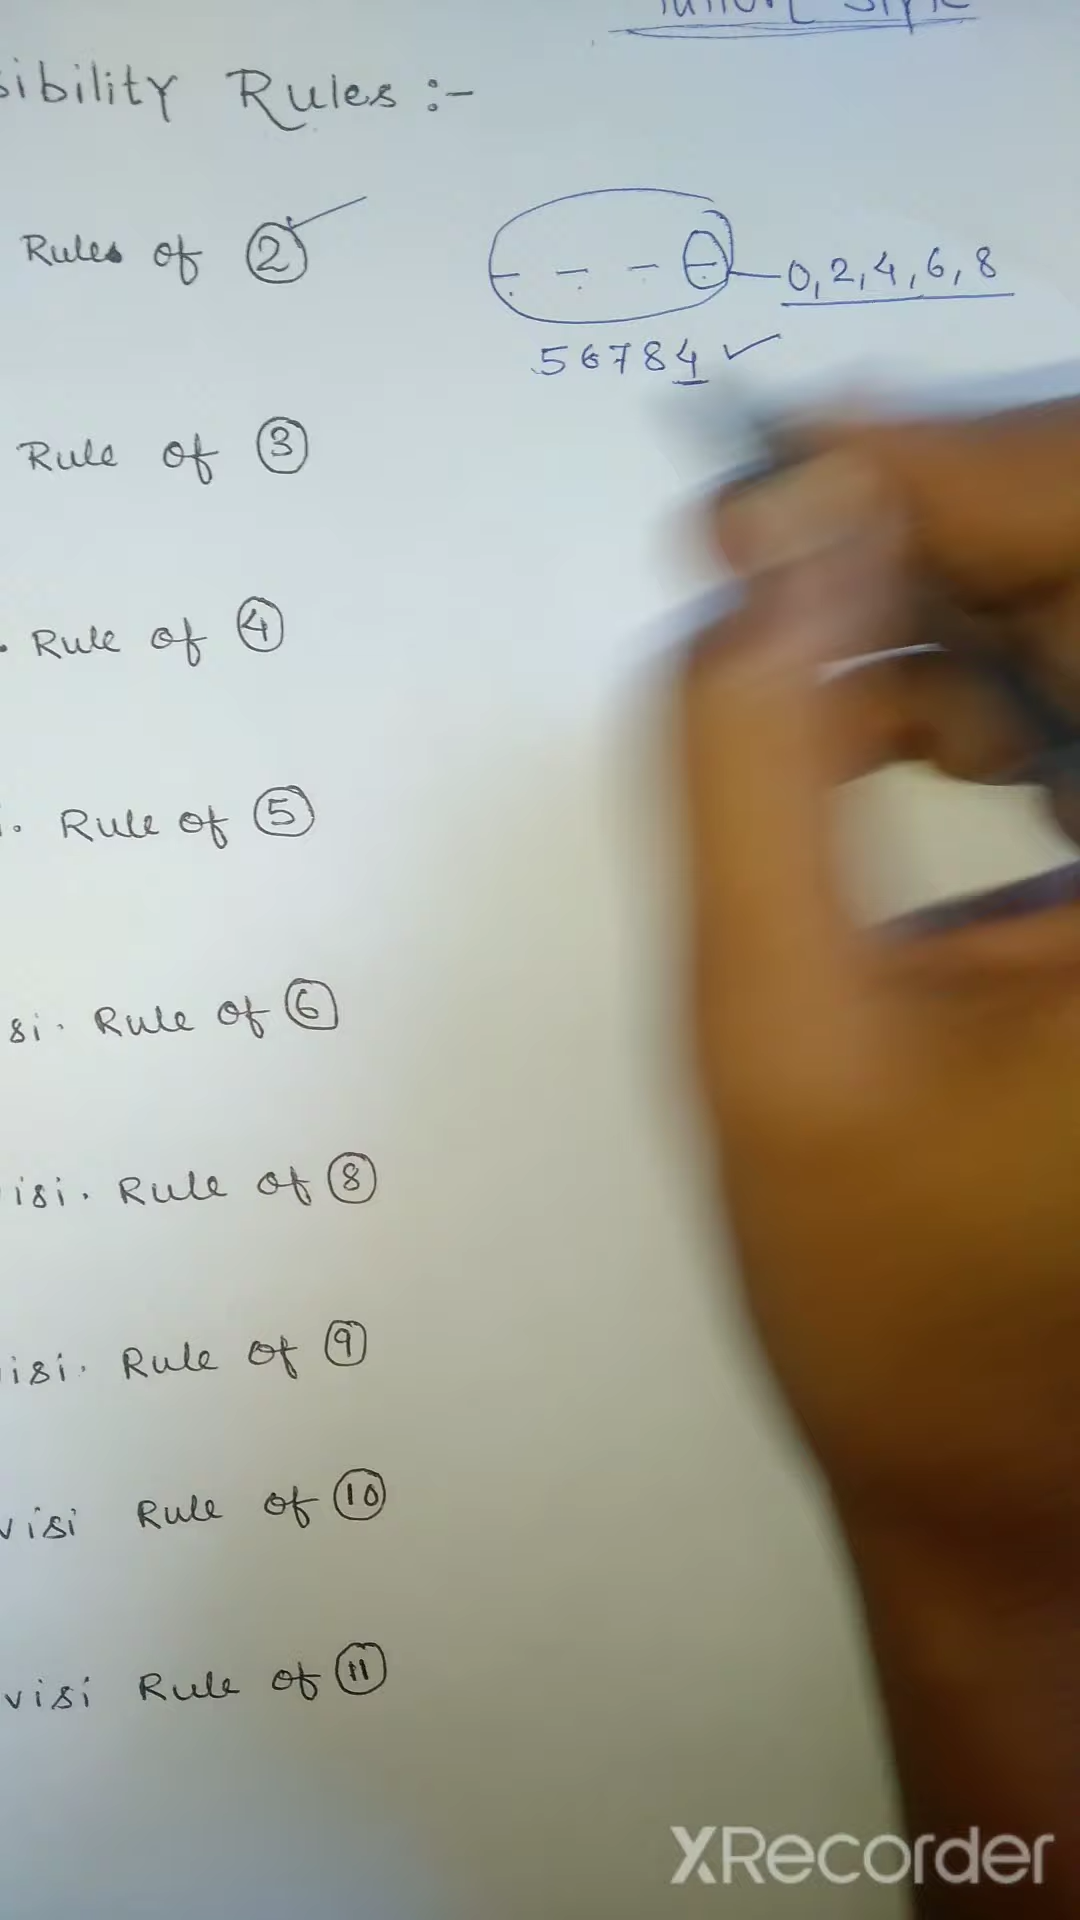 Rules :-
Rules of 2
0,2,4,6,8
56784
Rule of 3
Rule of 4
Rule of 5
si. Rule of 6
isi. Rule of 8
isi. Rule of 9
visi Rule of 10
visi Rule of 11
XRecorder